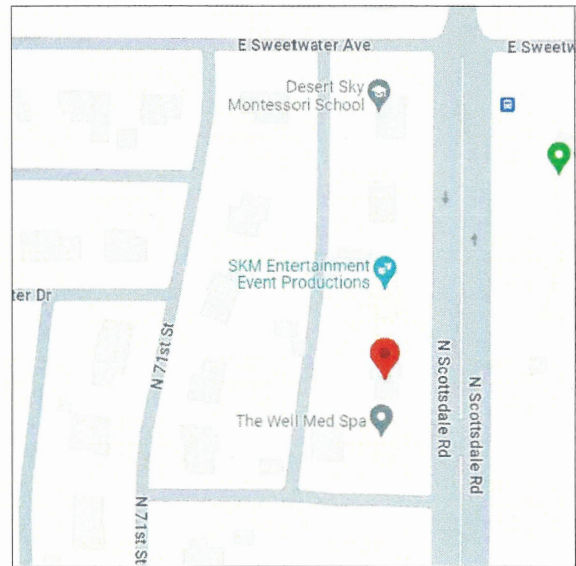 E Sweetwater Ave
E Sweetw
Desert Sky
Montessori School
SKM Entertainment
Event Productions
ter Dr
N 71st St
N Scottsdale Rd
N Scottsdale Rd
The Well Med Spa
N 71st St